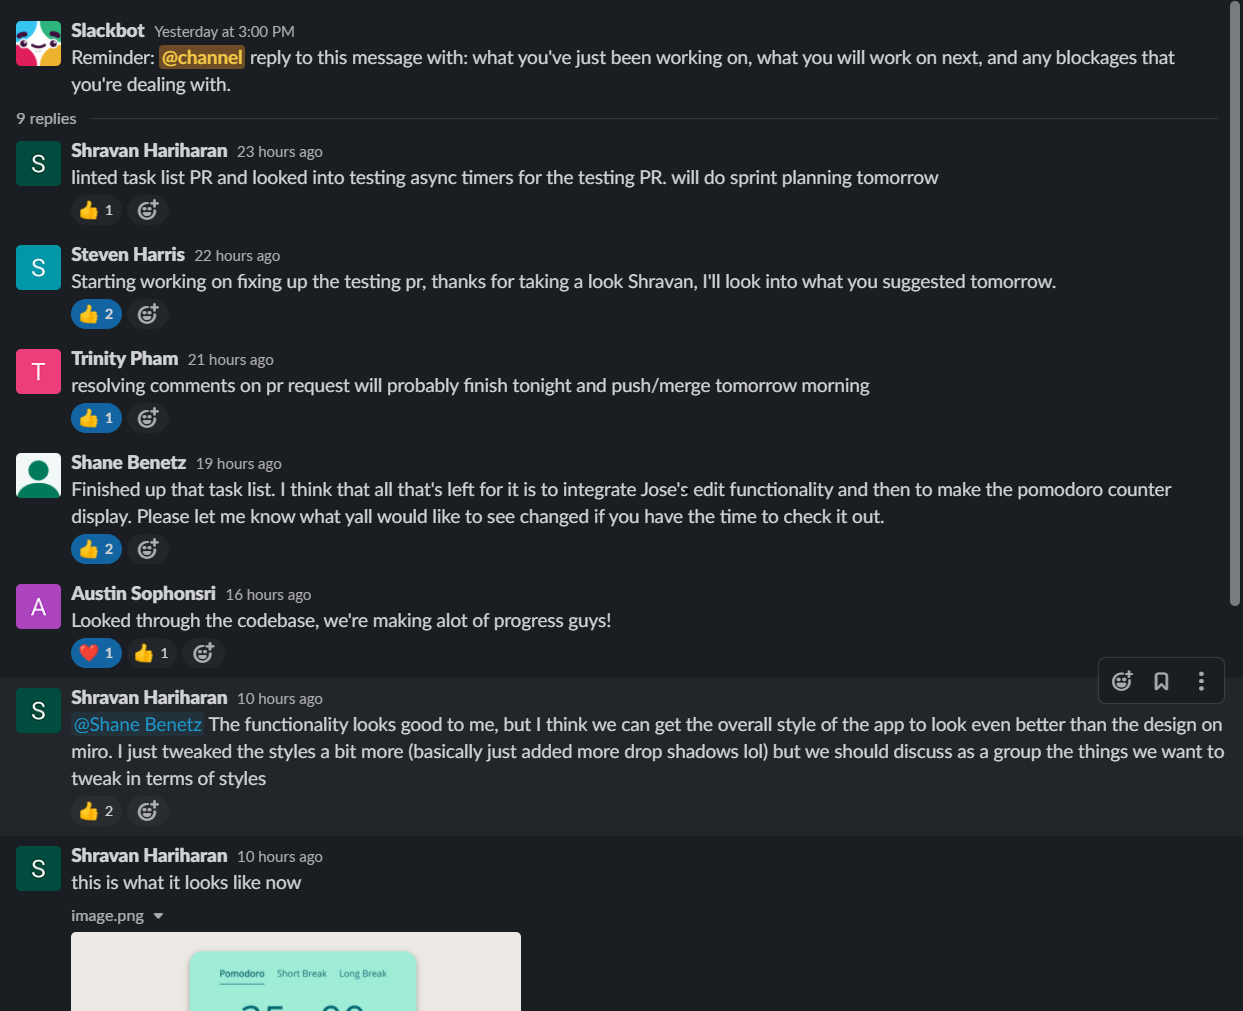 Slackbot Yesterday at 3:00 PM
Reminder: @channel reply to this message with: what you've just been working on, what you will work on next, and any blockages that
you're dealing with.
9 replies
S
Shravan Hariharan 23 hours ago
linted task list PR and looked into testing async timers for the testing PR. will do sprint planning tomorrow
👍 1
S
Steven Harris 22 hours ago
Starting working on fixing up the testing pr, thanks for taking a look Shravan, I'll look into what you suggested tomorrow.
👍 2
T
Trinity Pham 21 hours ago
resolving comments on pr request will probably finish tonight and push/merge tomorrow morning
👍 1
Shane Benetz 19 hours ago
Finished up that task list. I think that all that's left for it is to integrate Jose's edit functionality and then to make the pomodoro counter
display. Please let me know what yall would like to see changed if you have the time to check it out.
👍 2
A
Austin Sophonsri 16 hours ago
Looked through the codebase, we're making alot of progress guys!
❤️ 1 👍 1
S
Shravan Hariharan 10 hours ago
@Shane Benetz The functionality looks good to me, but I think we can get the overall style of the app to look even better than the design on
miro. I just tweaked the styles a bit more (basically just added more drop shadows lol) but we should discuss as a group the things we want to
tweak in terms of styles
👍 2
S
Shravan Hariharan 10 hours ago
this is what it looks like now
image.png
Pomodoro Short Break Long Break